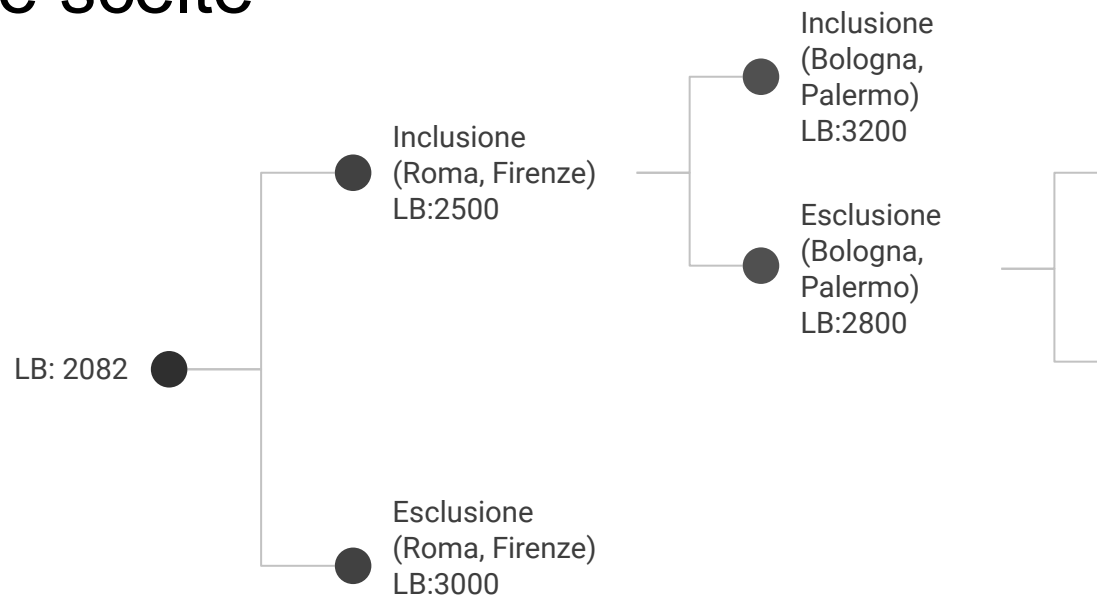 e scelte
Inclusione
(Bologna,
Palermo)
LB:3200
Inclusione
(Roma, Firenze)
LB:2500
Esclusione
(Bologna,
Palermo)
LB:2800
LB: 2082
Esclusione
(Roma, Firenze)
LB:3000